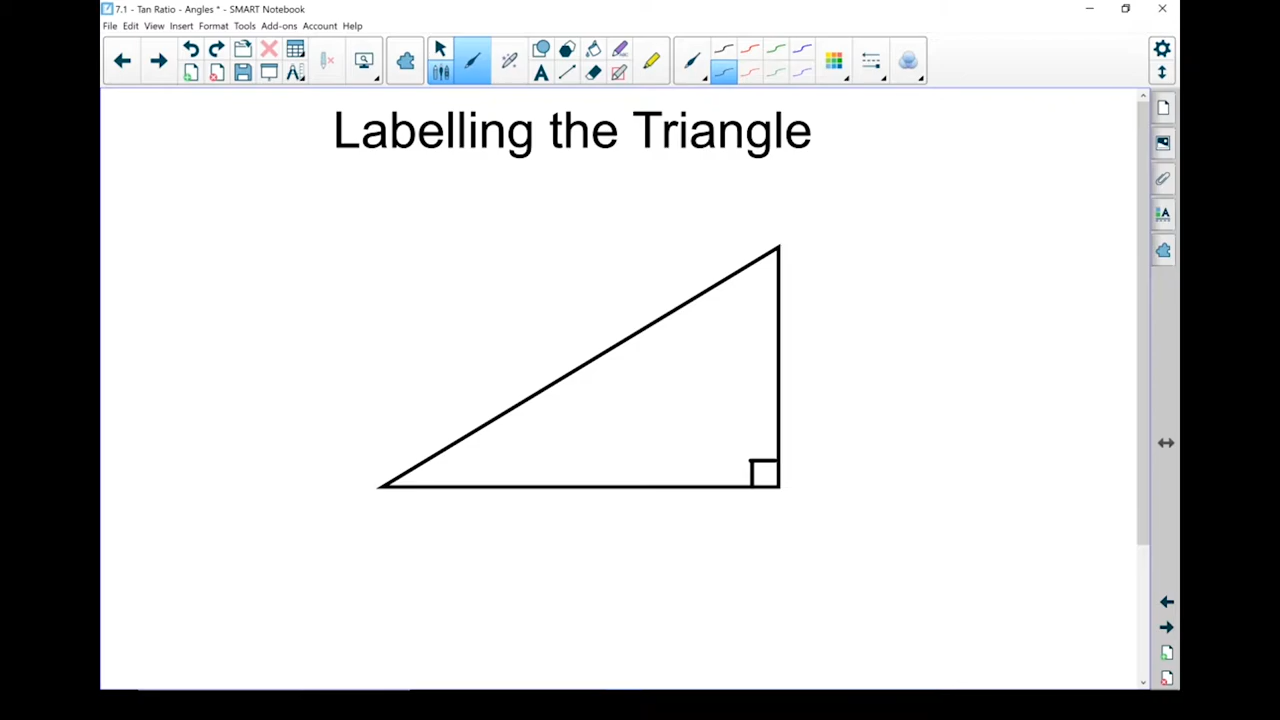 7.1 - Tan Ratio - Angles * - SMART Notebook
File Edit View Insert Format Tools Add-ons Account Help
Labelling the Triangle